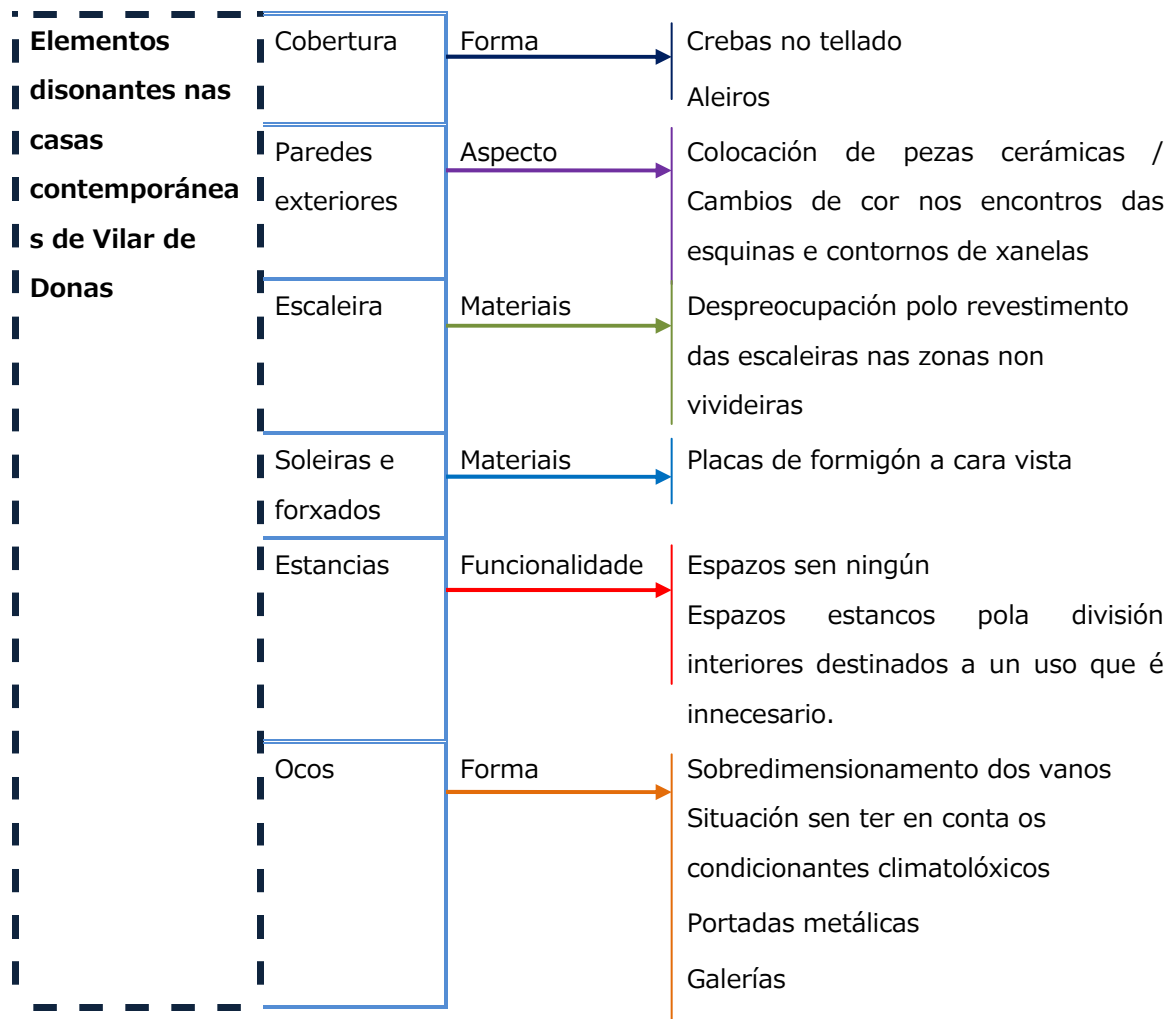 Elementos
disonantes nas
casas
contemporánea
s de Vilar de
Donas
Cobertura
Forma
Crebas no tellado
Aleiros
Paredes
exteriores
Aspecto
Colocación de pezas cerámicas /
Cambios de cor nos encontros das
esquinas e contornos de xanelas
Escaleira
Materiais
Despreocupación polo revestimento
das escaleiras nas zonas non
vivideiras
Soleiras e
forxados
Materiais
Placas de formigón a cara vista
Estancias
Funcionalidade
Espazos sen ningún
Espazos estancos pola división
interiores destinados a un uso que é
innecesario.
Ocos
Forma
Sobredimensionamento dos vanos
Situación sen ter en conta os
condicionantes climatolóxicos
Portadas metálicas
Galerías